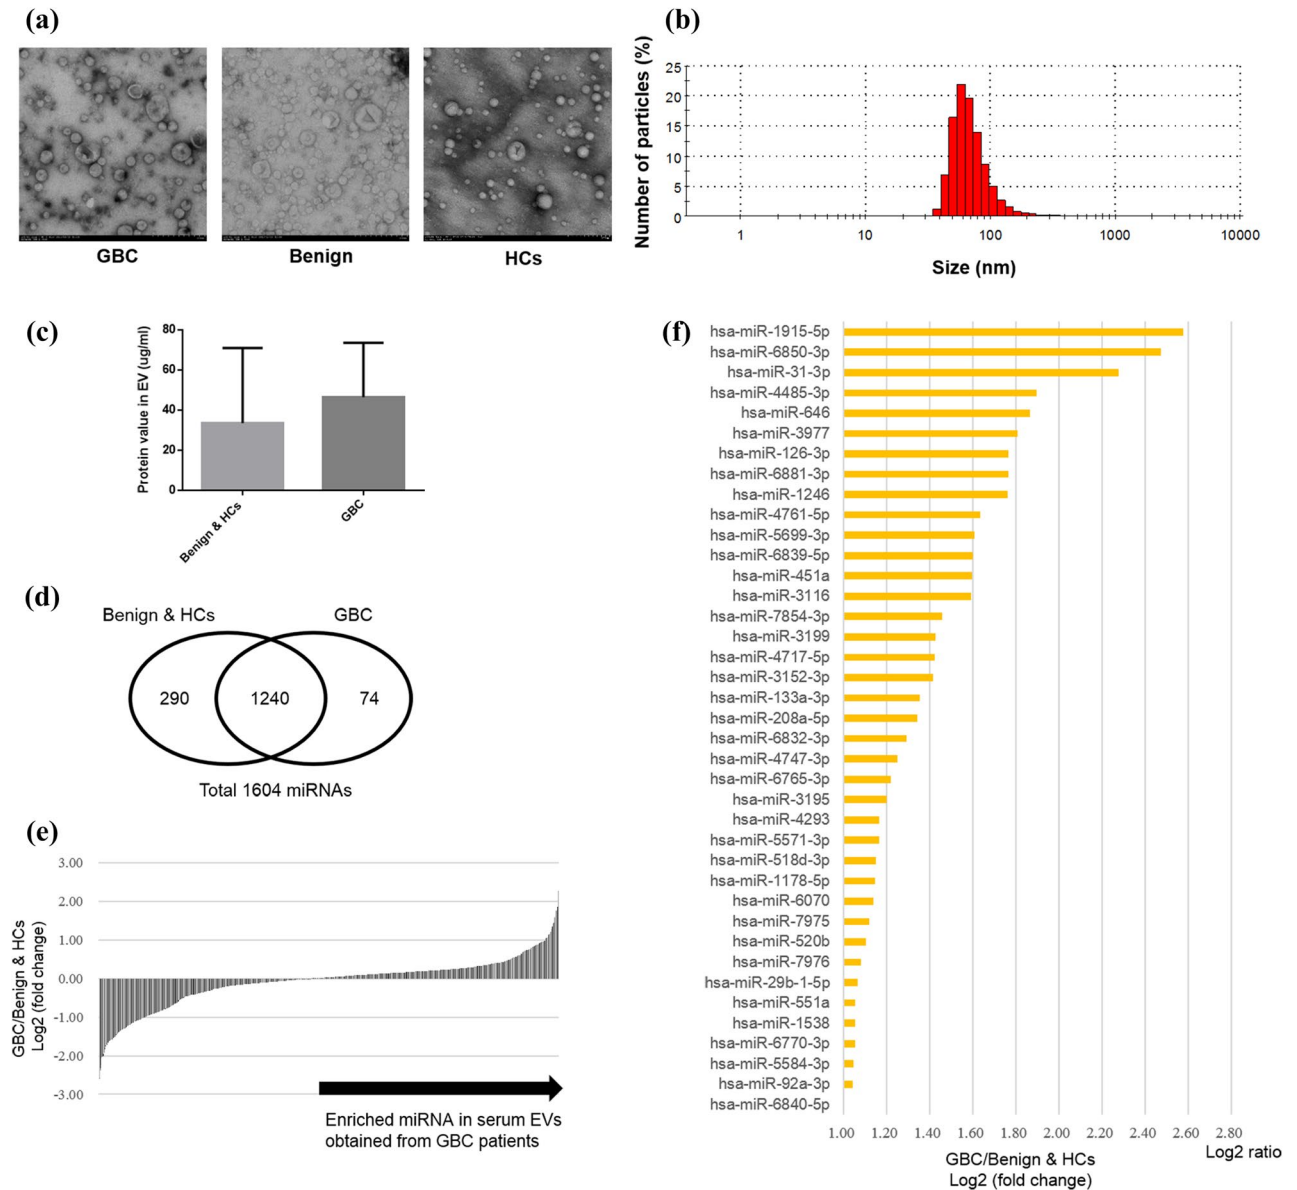 (a)
GBC
Benign
HCs
(b)
Number of particles (%)
25
20
15
10
5
0
1
10
100
1000
10000
Size (nm)
(c)
Protein value in EV (ug/ml)
80
60
40
20
0
Benign & HCs
GBC
(d)
Benign & HCs
GBC
290
1240
74
Total 1604 miRNAs
(e)
GBC/Benign & HCs
Log2 (fold change)
3.00
2.00
1.00
0.00
-1.00
-2.00
-3.00
Enriched miRNA in serum EVs
obtained from GBC patients
(f)
hsa-miR-1915-5p
hsa-miR-6850-3p
hsa-miR-31-3p
hsa-miR-4485-3p
hsa-miR-646
hsa-miR-3977
hsa-miR-126-3p
hsa-miR-6881-3p
hsa-miR-1246
hsa-miR-4761-5p
hsa-miR-5699-3p
hsa-miR-6839-5p
hsa-miR-451a
hsa-miR-3116
hsa-miR-7854-3p
hsa-miR-3199
hsa-miR-4717-5p
hsa-miR-3152-3p
hsa-miR-133a-3p
hsa-miR-208a-5p
hsa-miR-6832-3p
hsa-miR-4747-3p
hsa-miR-6765-3p
hsa-miR-3195
hsa-miR-4293
hsa-miR-5571-3p
hsa-miR-518d-3p
hsa-miR-1178-5p
hsa-miR-6070
hsa-miR-7975
hsa-miR-520b
hsa-miR-7976
hsa-miR-29b-1-5p
hsa-miR-551a
hsa-miR-1538
hsa-miR-6770-3p
hsa-miR-5584-3p
hsa-miR-92a-3p
hsa-miR-6840-5p
1.00 1.20 1.40 1.60 1.80 2.00 2.20 2.40 2.60 2.80
Log2 ratio
GBC/Benign & HCs
Log2 (fold change)